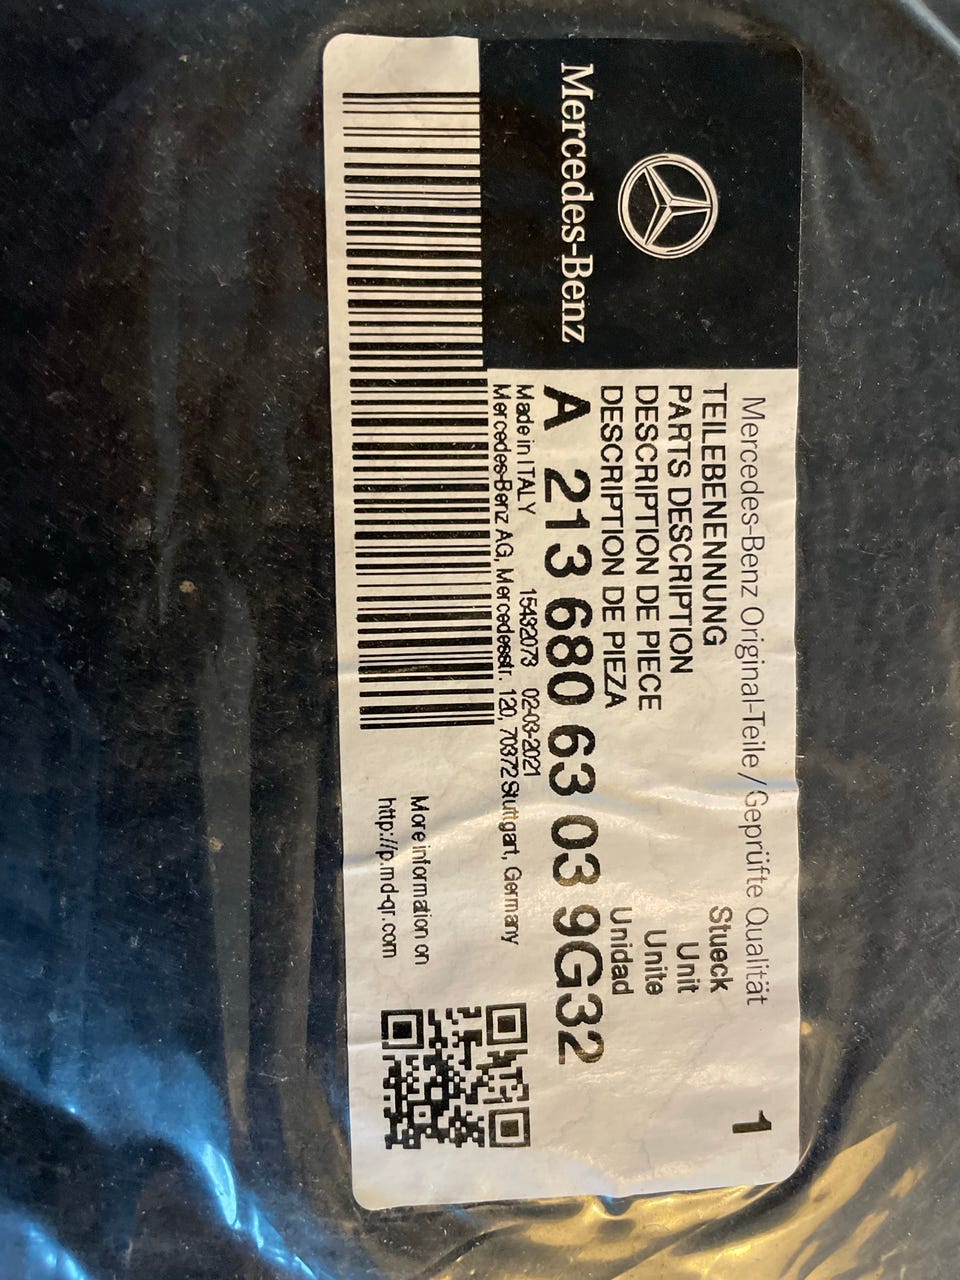 Mercedes-Benz
Mercedes-Benz Original-Teile / Geprüfte Qualität
TEILEBENENNUNG Stueck 1
PARTS DESCRIPTION Unit
DESCRIPTION DE PIECE Unite
DESCRIPTION DE PIEZA Unidad
A 213 680 63 03 9G32
Made in ITALY 15432073 02-03-2021
Mercedes-Benz AG, Mercedesstr. 120, 70372 Stuttgart, Germany
More information on
http://p.md-qr.com